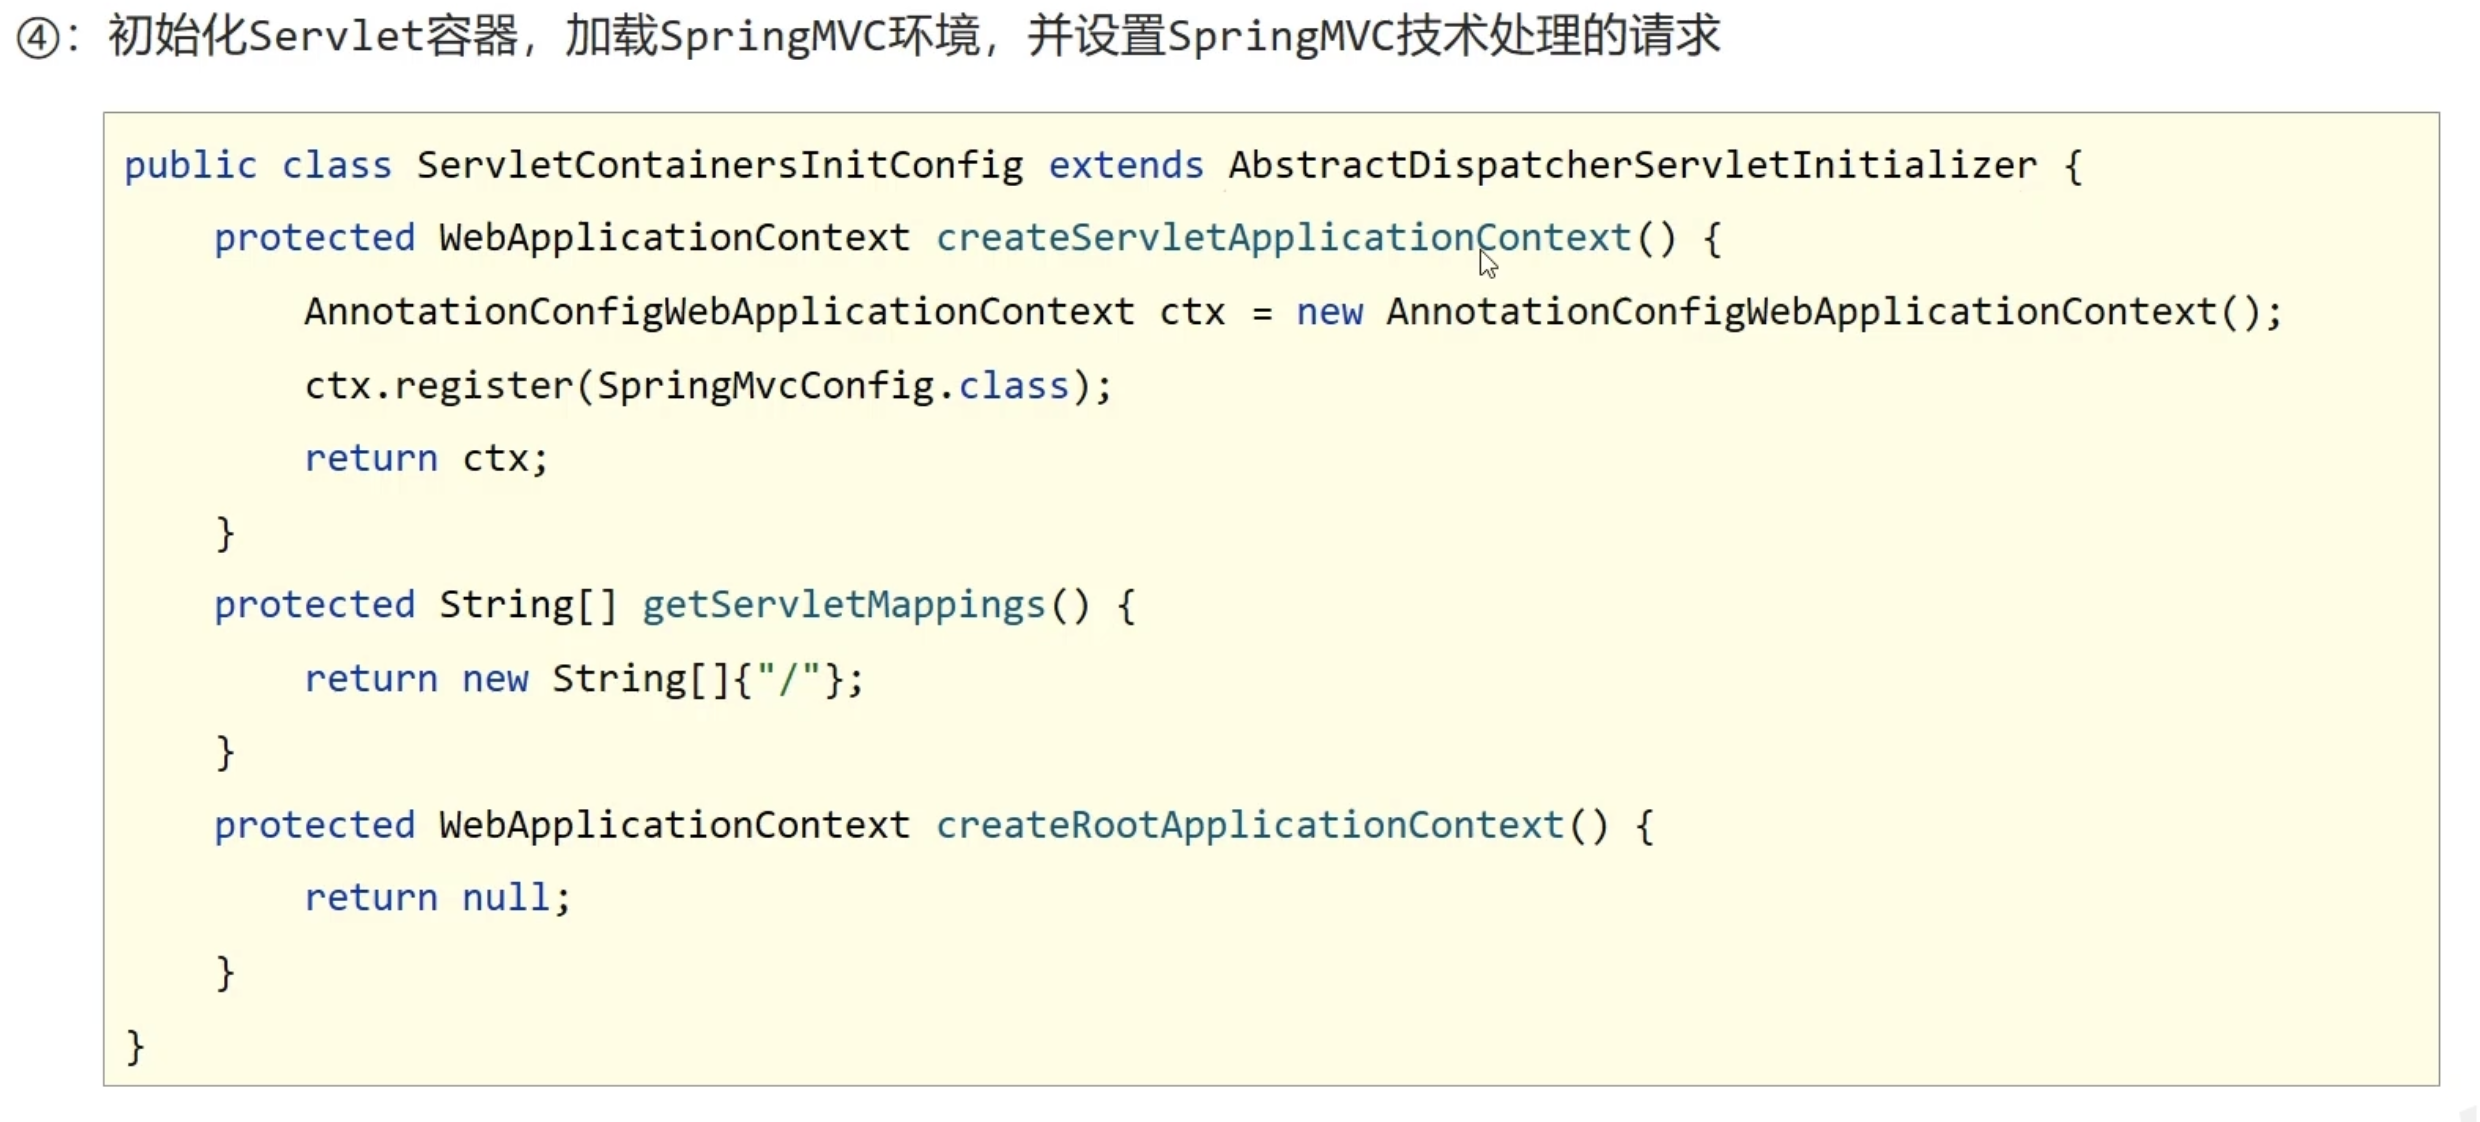 ④：初始化Servlet容器，加载SpringMVC环境，并设置SpringMVC技术处理的请求
public class ServletContainersInitConfig extends AbstractDispatcherServletInitializer {
    protected WebApplicationContext createServletApplicationContext() {
        AnnotationConfigWebApplicationContext ctx = new AnnotationConfigWebApplicationContext();
        ctx.register(SpringMvcConfig.class);
        return ctx;
    }
    protected String[] getServletMappings() {
        return new String[]{"/"};
    }
    protected WebApplicationContext createRootApplicationContext() {
        return null;
    }
}